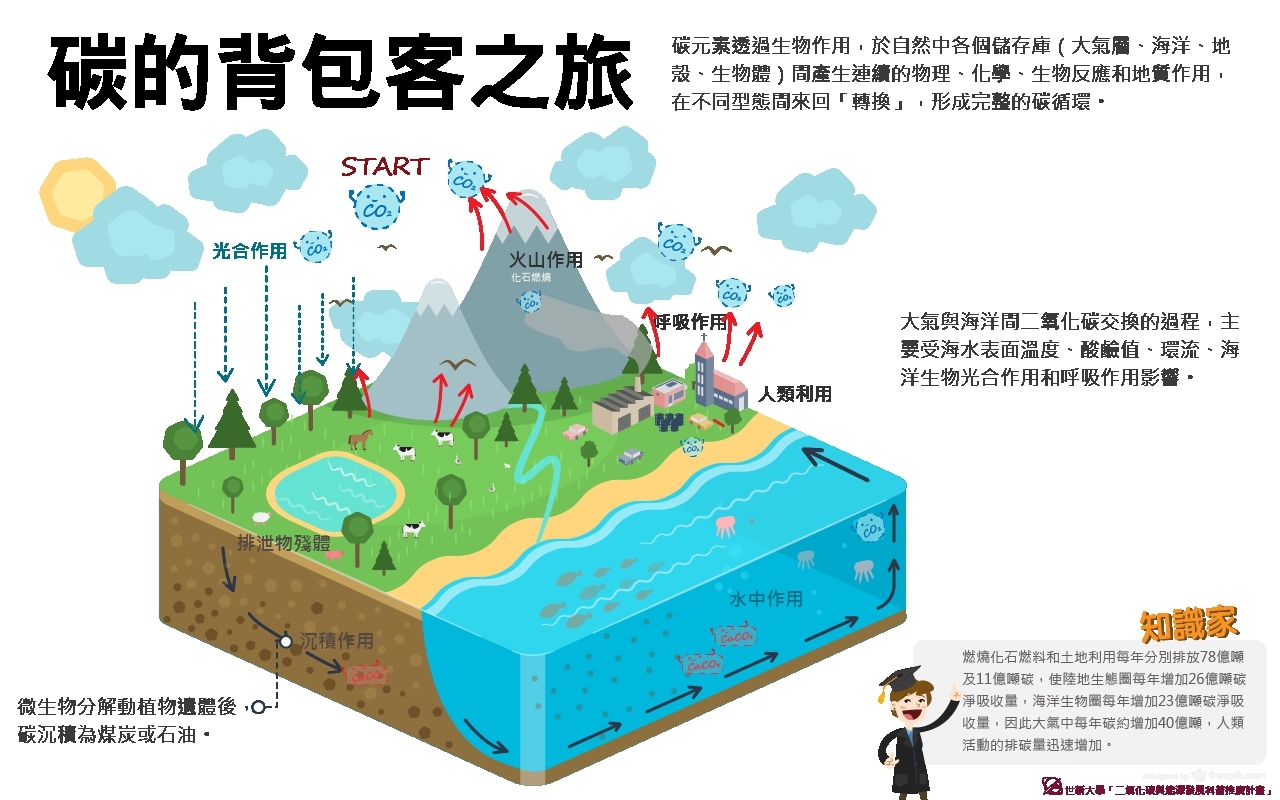 碳的背包客之旅
碳元素透過生物作用，於自然中各個儲存庫（大氣層、海洋、地
殼、生物體）間產生連續的物理、化學、生物反應和地質作用，
在不同型態間來回「轉換」，形成完整的碳循環。
START
CO₂
CO₂
光合作用
CO₂
火山作用
化石燃燒
CO₂
CO₂
CO₂
CO₂
呼吸作用
人類利用
CO₂
大氣與海洋間二氧化碳交換的過程，主
要受海水表面溫度、酸鹼值、環流、海
洋生物光合作用和呼吸作用影響。
CO₂
排泄物殘體
水中作用
沉積作用
CaCO₃
CaCO₃
CaCO₃
微生物分解動植物遺體後，
碳沉積為煤炭或石油。
知識家
燃燒化石燃料和土地利用每年分別排放78億噸
及11億噸碳，使陸地生態圈每年增加26億噸碳
淨吸收量，海洋生物圈每年增加23億噸碳淨吸
收量，因此大氣中每年碳約增加40億噸，人類
活動的排碳量迅速增加。
designed by freepik.com
世新大學「二氧化碳與能源發展科普推廣計畫」